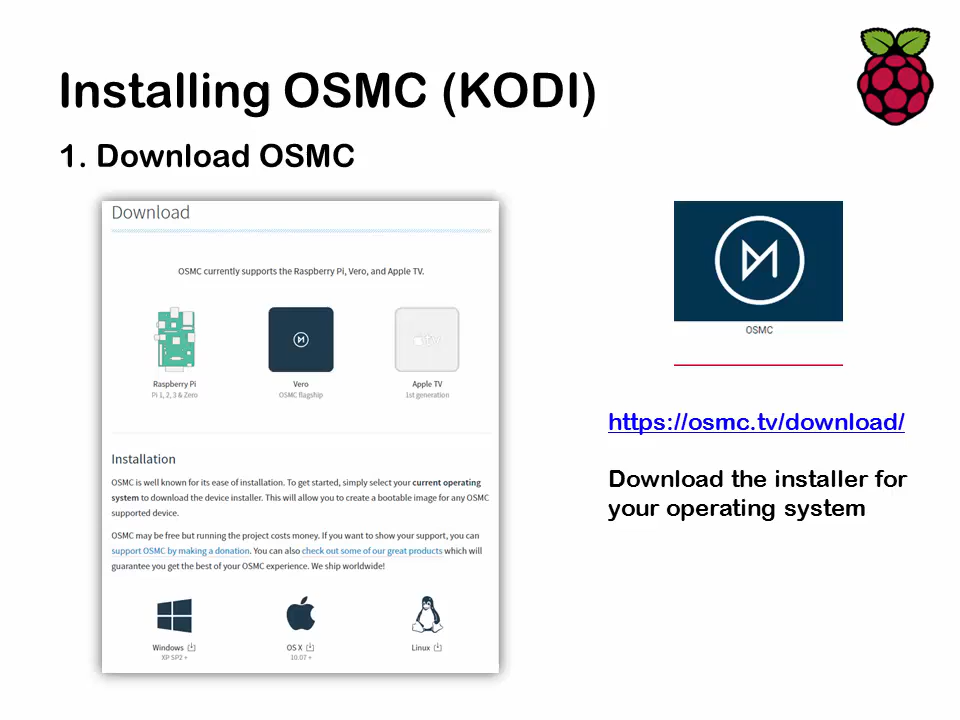 Installing OSMC (KODI)
1. Download OSMC
Download
OSMC currently supports the Raspberry Pi, Vero, and Apple TV.
Raspberry Pi
Pi 1, 2, 3 & Zero
Vero
OSMC flagship
tv
Apple TV
1st generation
Installation
OSMC is well known for its ease of installation. To get started, simply select your current operating
system to download the device installer. This will allow you to create a bootable image for any OSMC
supported device.
OSMC may be free but running the project costs money. If you want to show your support, you can
support OSMC by making a donation. You can also check out some of our great products which will
guarantee you get the best of your OSMC experience. We ship worldwide!
Windows
XP SP2 +
OS X
10.07 +
Linux
OSMC
https://osmc.tv/download/
Download the installer for
your operating system